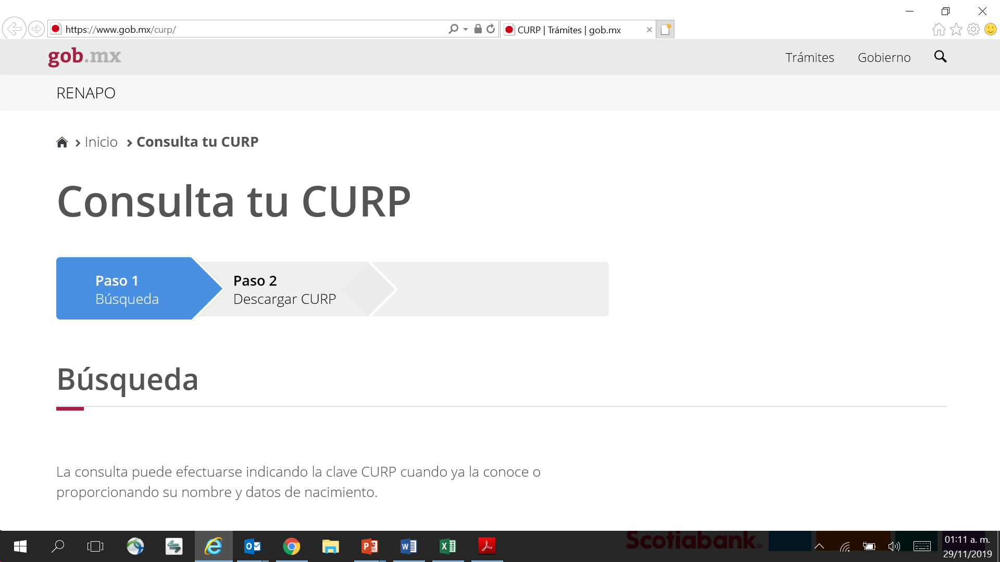 https://www.gob.mx/curp/
CURP | Trámites | gob.mx
gob.mx
Trámites
Gobierno
RENAPO
Inicio
Consulta tu CURP
Consulta tu CURP
Paso 1
Búsqueda
Paso 2
Descargar CURP
Búsqueda
La consulta puede efectuarse indicando la clave CURP cuando ya la conoce o
proporcionando su nombre y datos de nacimiento.
Scotiabank
01:11 a. m.
29/11/2019